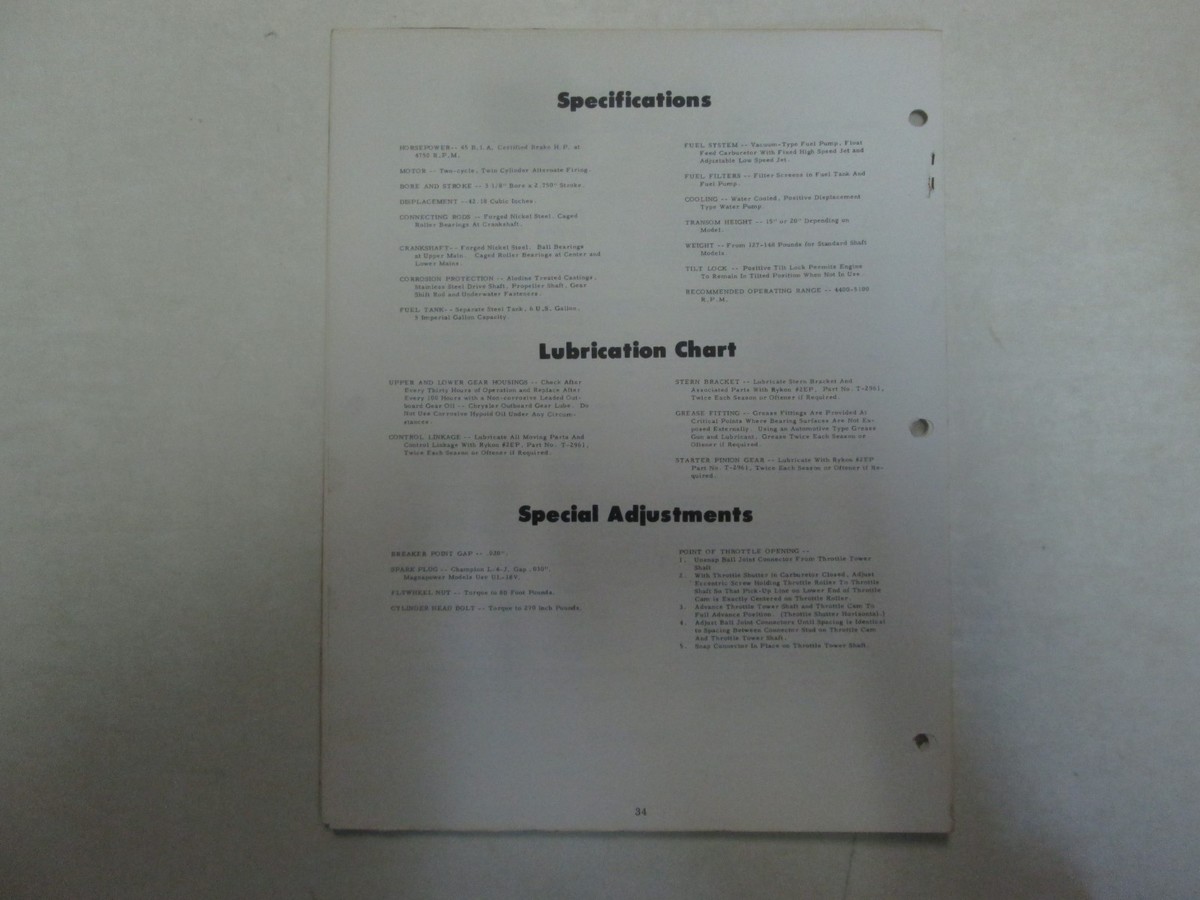 Specifications
HORSEPOWER-- 45 B.I.A. Certified Brake H.P. at
4750 R.P.M.
MOTOR -- Two-cycle, Twin Cylinder Alternate Firing.
BORE AND STROKE -- 3 1/8" Bore x 2.750" Stroke.
DISPLACEMENT --42.18 Cubic Inches.
CONNECTING RODS -- Forged Nickel Steel, Caged
Roller Bearings At Crankshaft.
CRANKSHAFT-- Forged Nickel Steel, Ball Bearings
at Upper Main. Caged Roller Bearings at Center and
Lower Mains.
CORROSION PROTECTION -- Alodine Treated Castings,
Stainless Steel Drive Shaft, Propeller Shaft, Gear
Shift Rod and Underwater Fasteners.
FUEL TANK-- Separate Steel Tank, 6 U.S. Gallon,
5 Imperial Gallon Capacity.
FUEL SYSTEM -- Vacuum-Type Fuel Pump, Float
Feed Carburetor With Fixed High Speed Jet and
Adjustable Low Speed Jet.
FUEL FILTERS -- Filter Screens in Fuel Tank And
Fuel Pump.
COOLING -- Water Cooled, Positive Displacement
Type Water Pump.
TRANSOM HEIGHT -- 15" or 20" Depending on
Model.
WEIGHT -- From 127-148 Pounds for Standard Shaft
Models
TILT LOCK -- Positive Tilt Lock Permits Engine
To Remain In Tilted Position When Not In Use.
RECOMMENDED OPERATING RANGE -- 4400-5100
R.P.M.
Lubrication Chart
UPPER AND LOWER GEAR HOUSINGS -- Check After
Every Thirty Hours of Operation and Replace After
Every 100 Hours with a Non-corrosive Leaded Out-
board Gear Oil -- Chrysler Outboard Gear Lube. Do
Not Use Corrosive Hypoid Oil Under Any Circum-
stances.
CONTROL LINKAGE -- Lubricate All Moving Parts And
Control Linkage With Rykon #2EP, Part No. T-2961,
Twice Each Season or Oftener if Required.
STERN BRACKET -- Lubricate Stern Bracket And
Associated Parts With Rykon #2EP, Part No. T-2961,
Twice Each Season or Oftener if Required.
GREASE FITTING -- Grease Fittings Are Provided At
Critical Points Where Bearing Surfaces Are Not Ex-
posed Externally. Using an Automotive Type Grease
Gun and Lubricant, Grease Twice Each Season or
Oftener if Required.
STARTER PINION GEAR -- Lubricate With Rykon #2EP
Part No. T-2961, Twice Each Season or Oftener if Re-
quired.
Special Adjustments
BREAKER POINT GAP -- .020".
SPARK PLUG -- Champion L-4-J, Gap .030".
Magnapower Models Use UL-18V.
FLYWHEEL NUT -- Torque to 80 Foot Pounds.
CYLINDER HEAD BOLT -- Torque to 270 inch Pounds.
POINT OF THROTTLE OPENING --
1. Unsnap Ball Joint Connector From Throttle Tower
Shaft.
2. With Throttle Shutter in Carburetor Closed, Adjust
Eccentric Screw Holding Throttle Roller To Throttle
Shaft So That Pick-Up Line on Lower End of Throttle
Cam is Exactly Centered on Throttle Roller.
3. Advance Throttle Tower Shaft and Throttle Cam To
Full Advance Position. (Throttle Shutter Horizontal.)
4. Adjust Ball Joint Connectors Until Spacing is Identical
to Spacing Between Connector Stud on Throttle Cam
And Throttle Tower Shaft.
5. Snap Connector In Place on Throttle Tower Shaft.
34